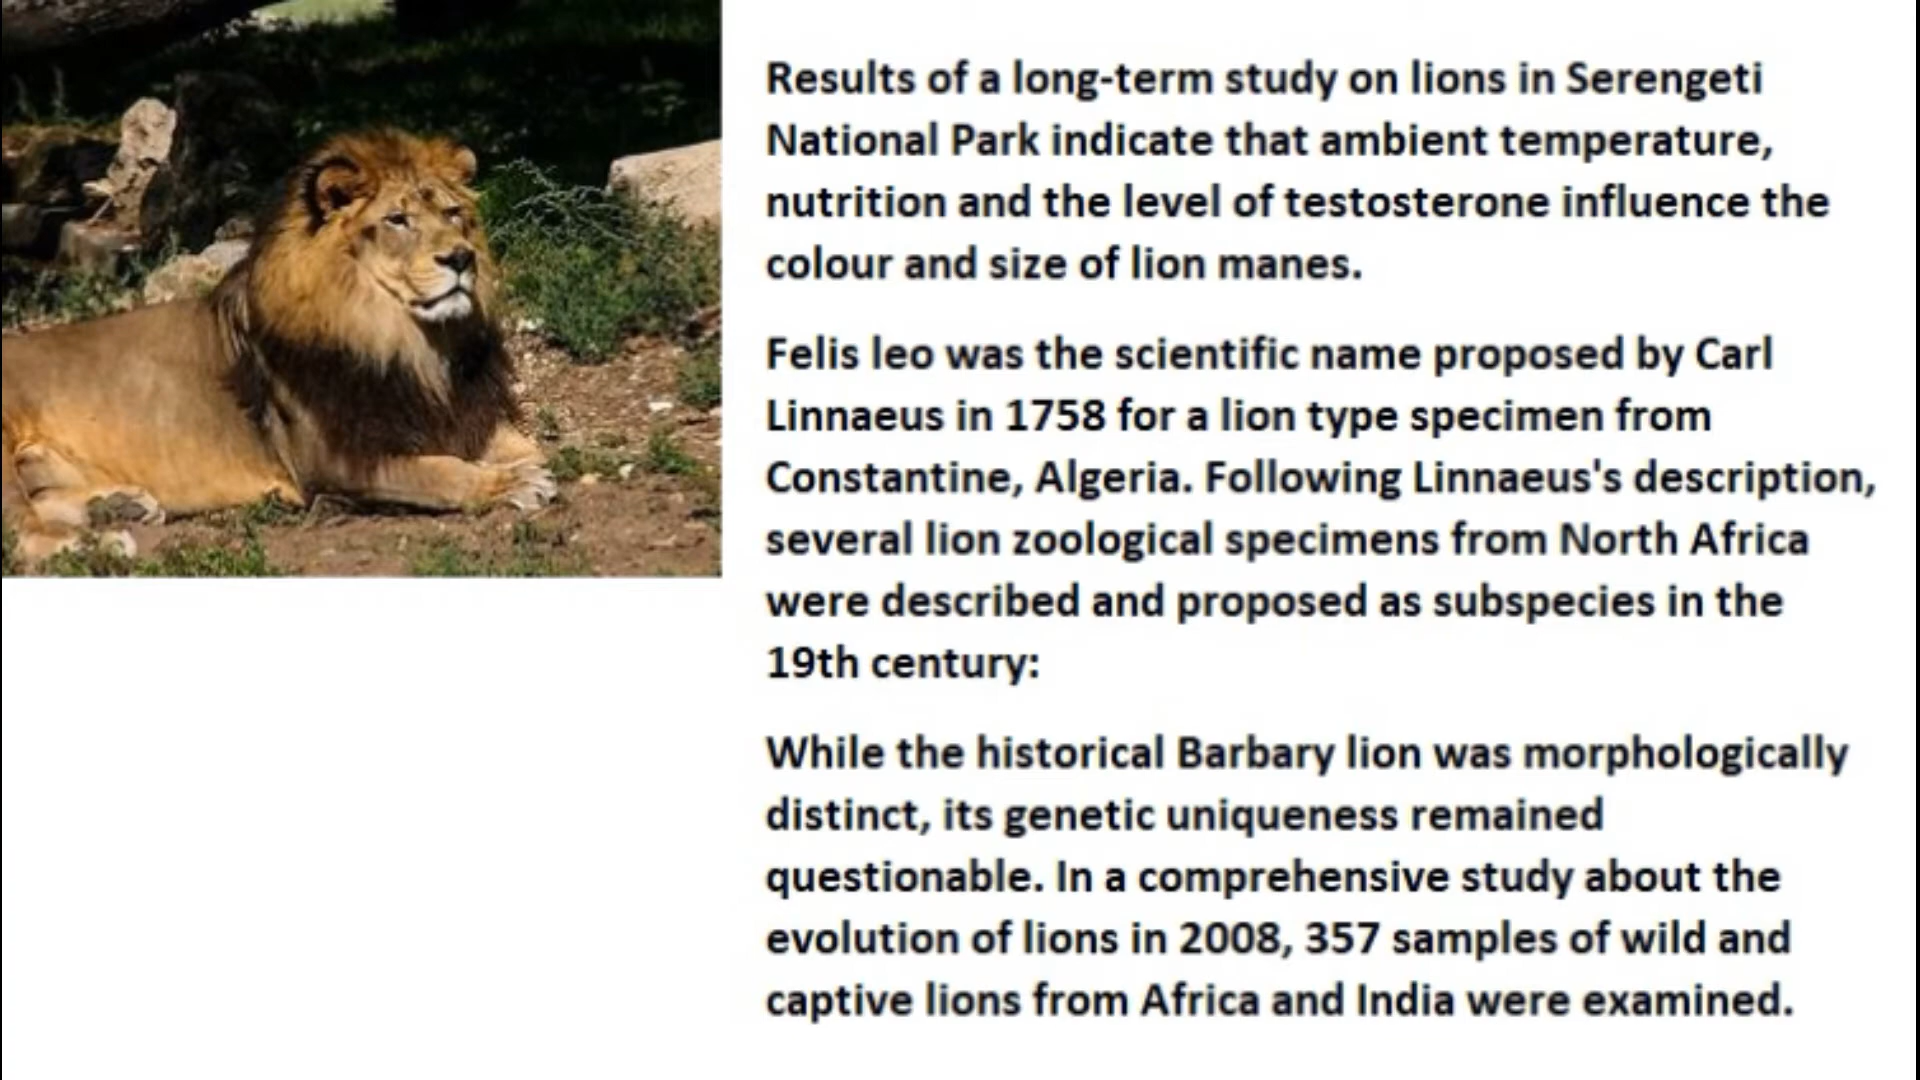 Results of a long-term study on lions in Serengeti
National Park indicate that ambient temperature,
nutrition and the level of testosterone influence the
colour and size of lion manes.
Felis leo was the scientific name proposed by Carl
Linnaeus in 1758 for a lion type specimen from
Constantine, Algeria. Following Linnaeus's description,
several lion zoological specimens from North Africa
were described and proposed as subspecies in the
19th century:
While the historical Barbary lion was morphologically
distinct, its genetic uniqueness remained
questionable. In a comprehensive study about the
evolution of lions in 2008, 357 samples of wild and
captive lions from Africa and India were examined.